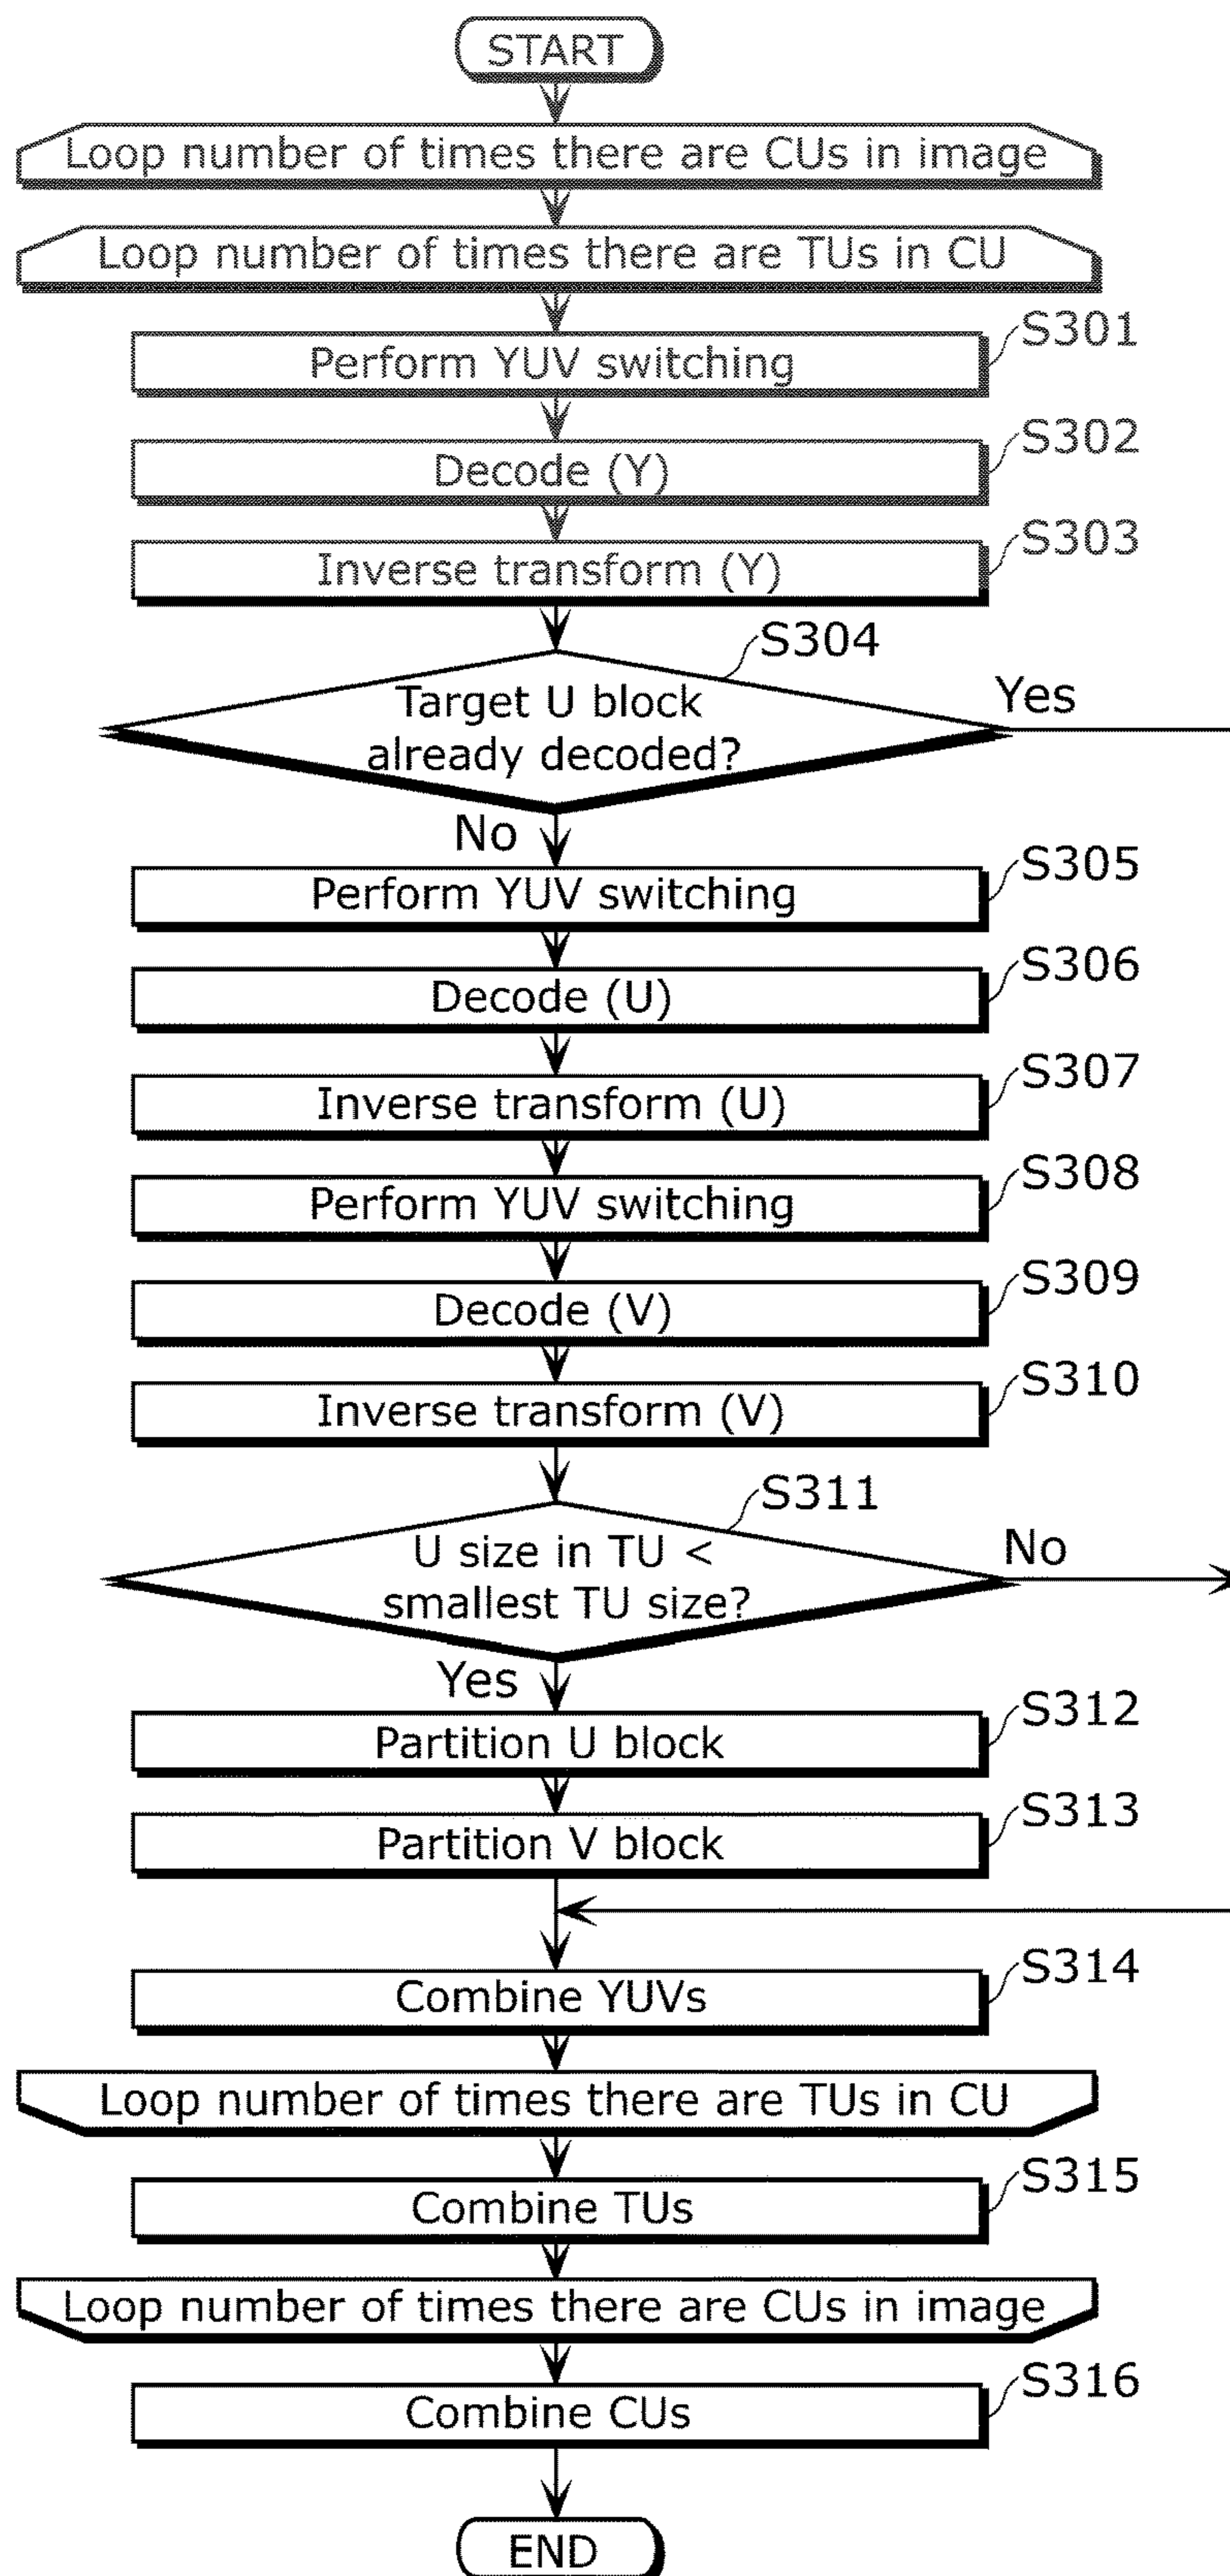 START
Loop number of times there are CUs in image
Loop number of times there are TUs in CU
S301
Perform YUV switching
S302
Decode (Y)
S303
Inverse transform (Y)
S304
Target U block
already decoded?
Yes
No
S305
Perform YUV switching
S306
Decode (U)
S307
Inverse transform (U)
S308
Perform YUV switching
S309
Decode (V)
S310
Inverse transform (V)
S311
U size in TU <
smallest TU size?
No
Yes
S312
Partition U block
S313
Partition V block
S314
Combine YUVs
Loop number of times there are TUs in CU
S315
Combine TUs
Loop number of times there are CUs in image
S316
Combine CUs
END